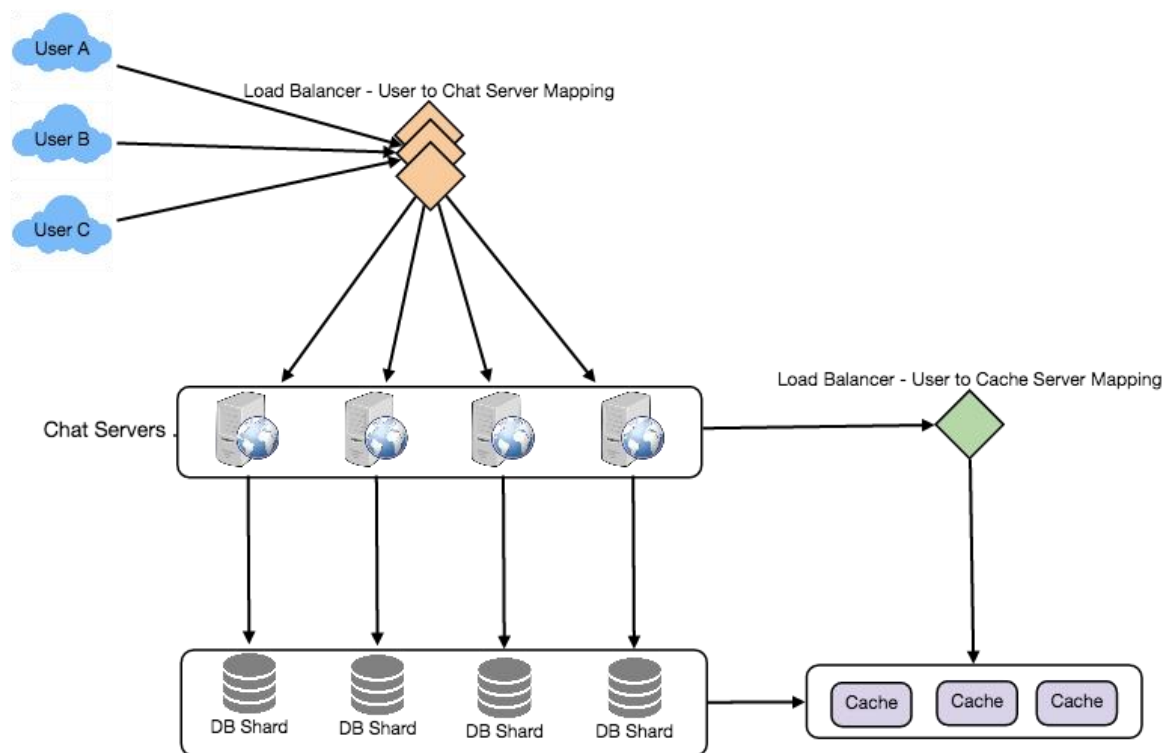 User A
Load Balancer - User to Chat Server Mapping
User B
User C
Load Balancer - User to Cache Server Mapping
Chat Servers
DB Shard
DB Shard
DB Shard
DB Shard
Cache
Cache
Cache